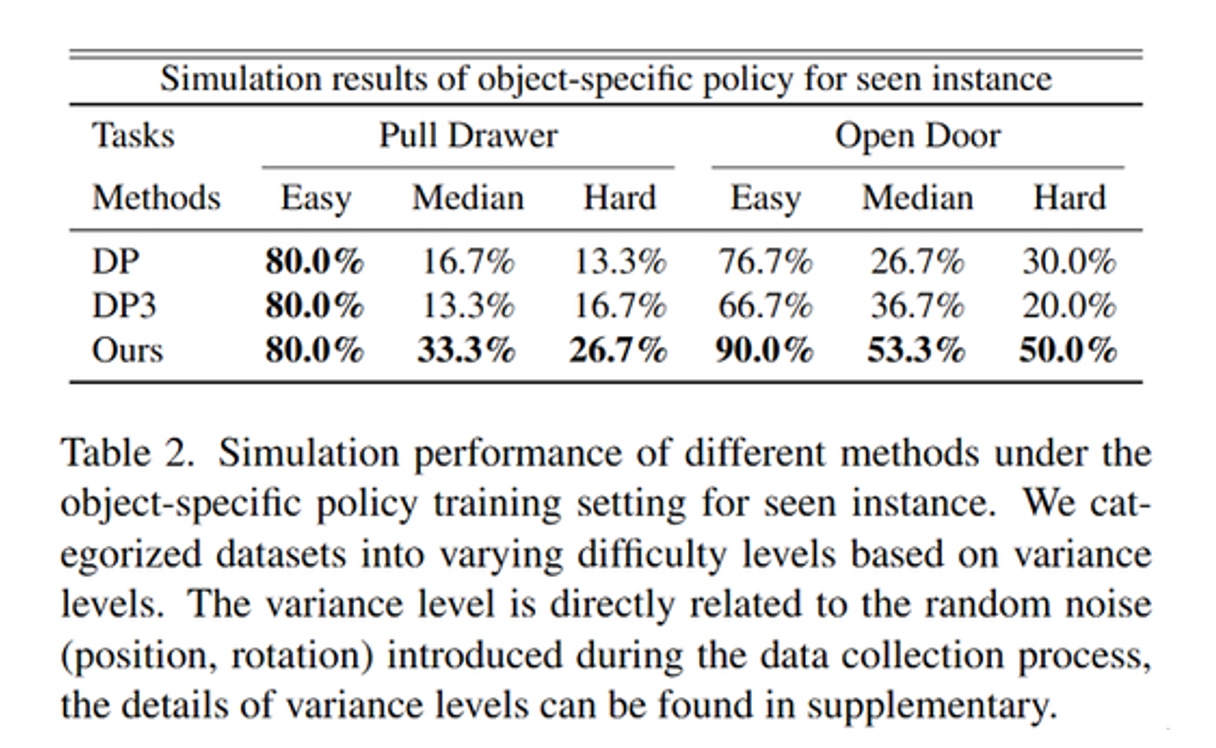 Simulation results of object-specific policy for seen instance
Tasks Pull Drawer Open Door
Methods Easy Median Hard Easy Median Hard
DP 80.0% 16.7% 13.3% 76.7% 26.7% 30.0%
DP3 80.0% 13.3% 16.7% 66.7% 36.7% 20.0%
Ours 80.0% 33.3% 26.7% 90.0% 53.3% 50.0%
Table 2. Simulation performance of different methods under the
object-specific policy training setting for seen instance. We cat-
egorized datasets into varying difficulty levels based on variance
levels. The variance level is directly related to the random noise
(position, rotation) introduced during the data collection process,
the details of variance levels can be found in supplementary.